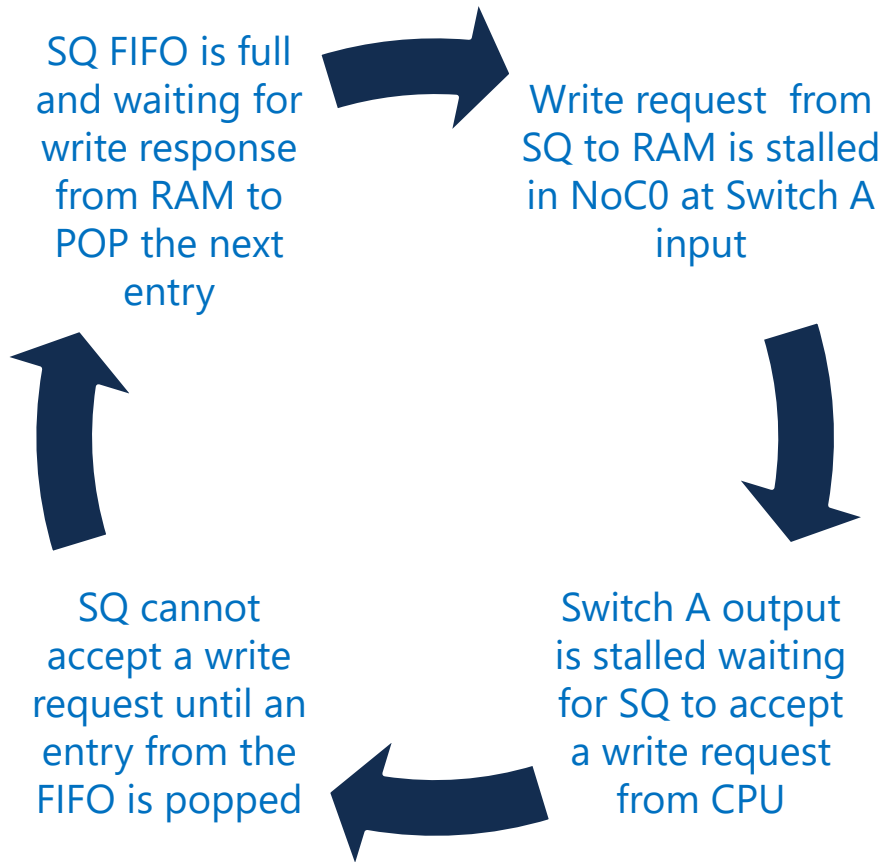 SQ FIFO is full
and waiting for
write response
from RAM to
POP the next
entry
Write request  from
SQ to RAM is stalled
in NoC0 at Switch A
input
Switch A output
is stalled waiting
for SQ to accept
a write request
from CPU
SQ cannot
accept a write
request until an
entry from the
FIFO is popped